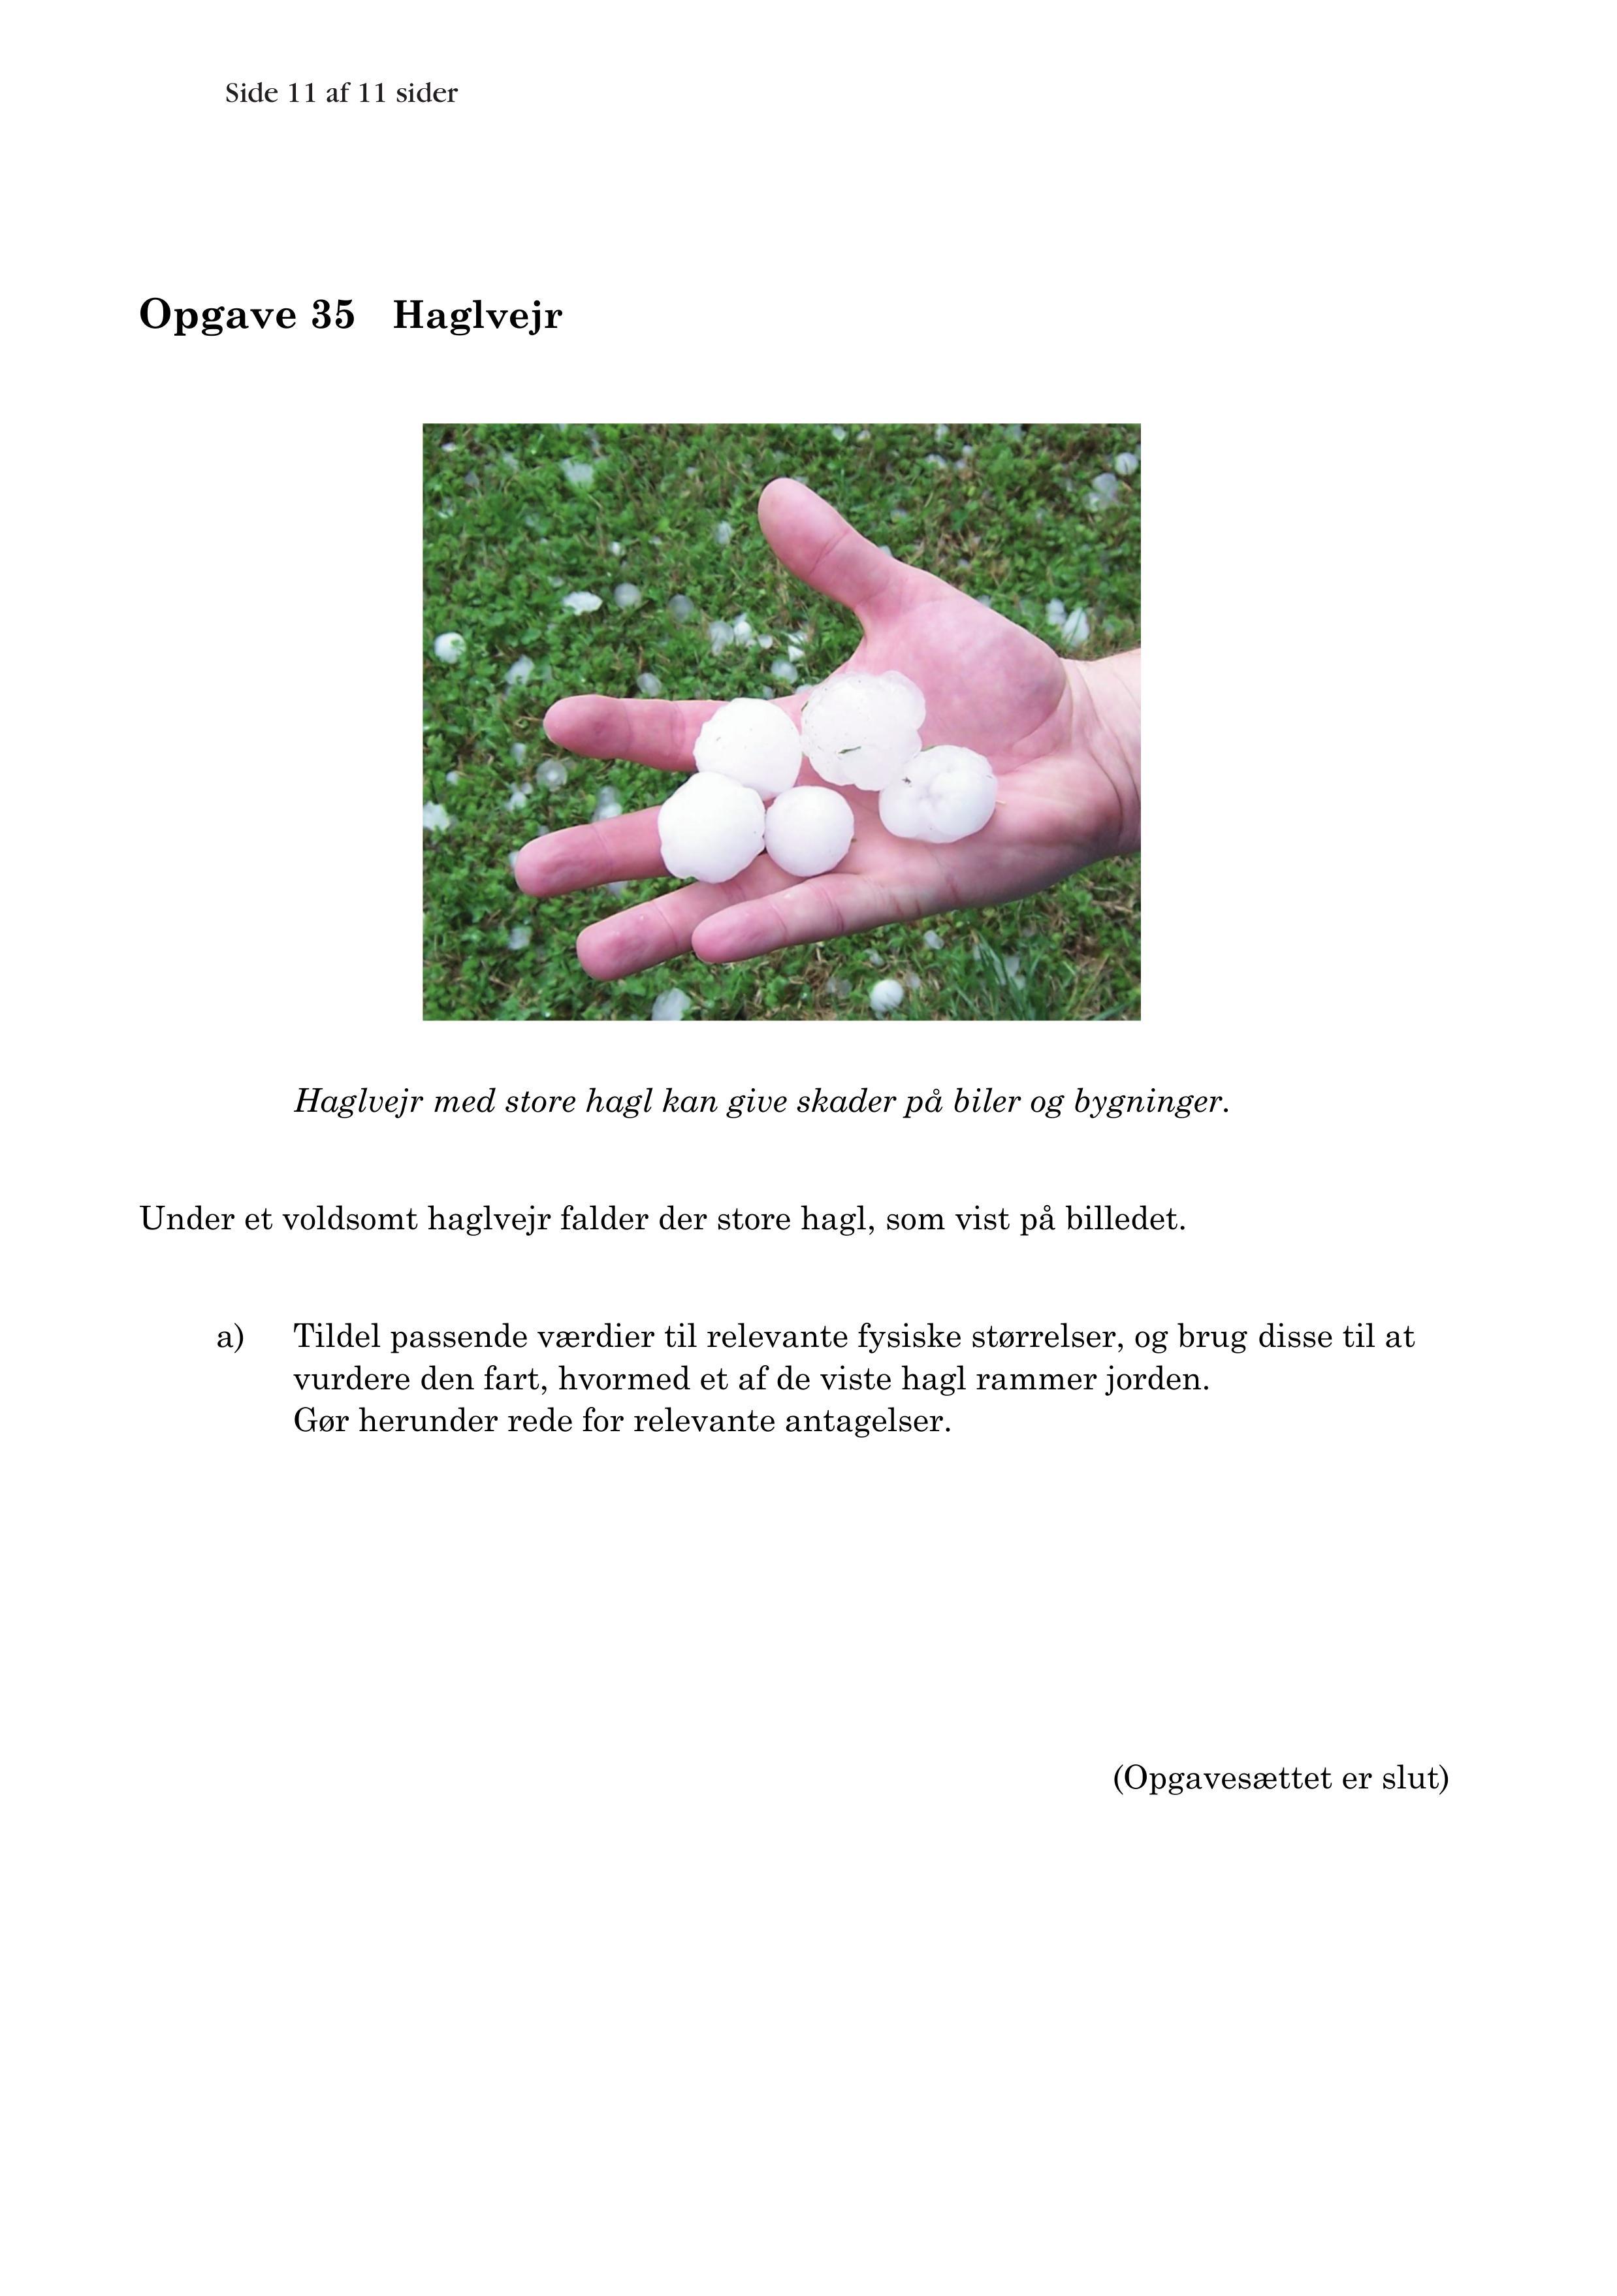 Side 11 af 11 sider
Opgave 35 Haglvejr
Haglvejr med store hagl kan give skader på biler og bygninger.
Under et voldsomt haglvejr falder der store hagl, som vist på billedet.
a) Tildel passende værdier til relevante fysiske størrelser, og brug disse til at
vurdere den fart, hvormed et af de viste hagl rammer jorden.
Gør herunder rede for relevante antagelser.
(Opgavesættet er slut)